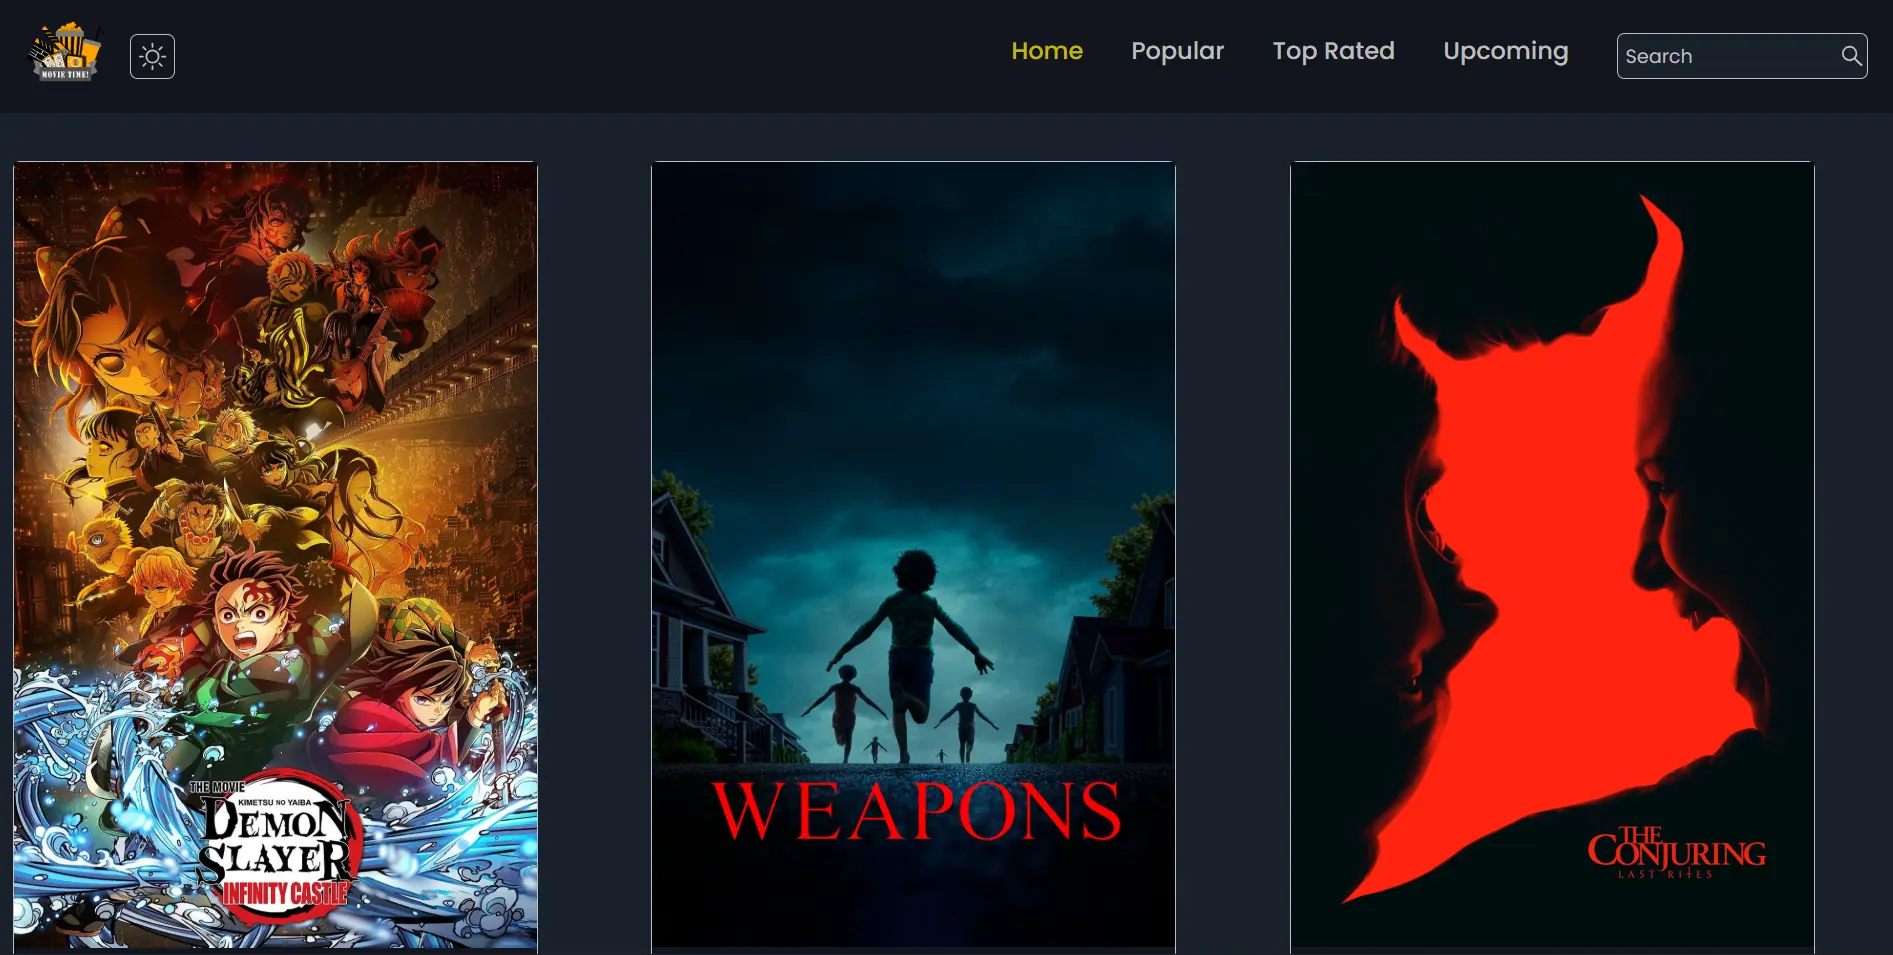 MOVIE TIME!
Home
Popular
Top Rated
Upcoming
Search
THE MOVIE
KIMETSU NO YAIBA
DEMON
SLAYER
INFINITY CASTLE
WEAPONS
THE
CONJURING
LAST RITES